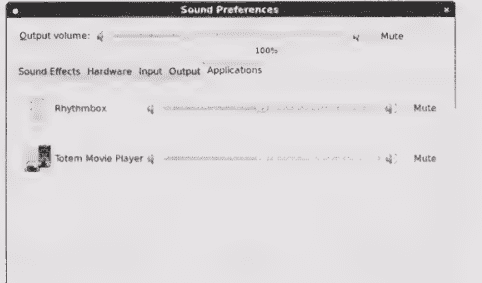 Sound Preferences
Output volume: Mute
100%
Sound Effects Hardware Input Output Applications
Rhythmbox Mute
Totem Movie Player Mute